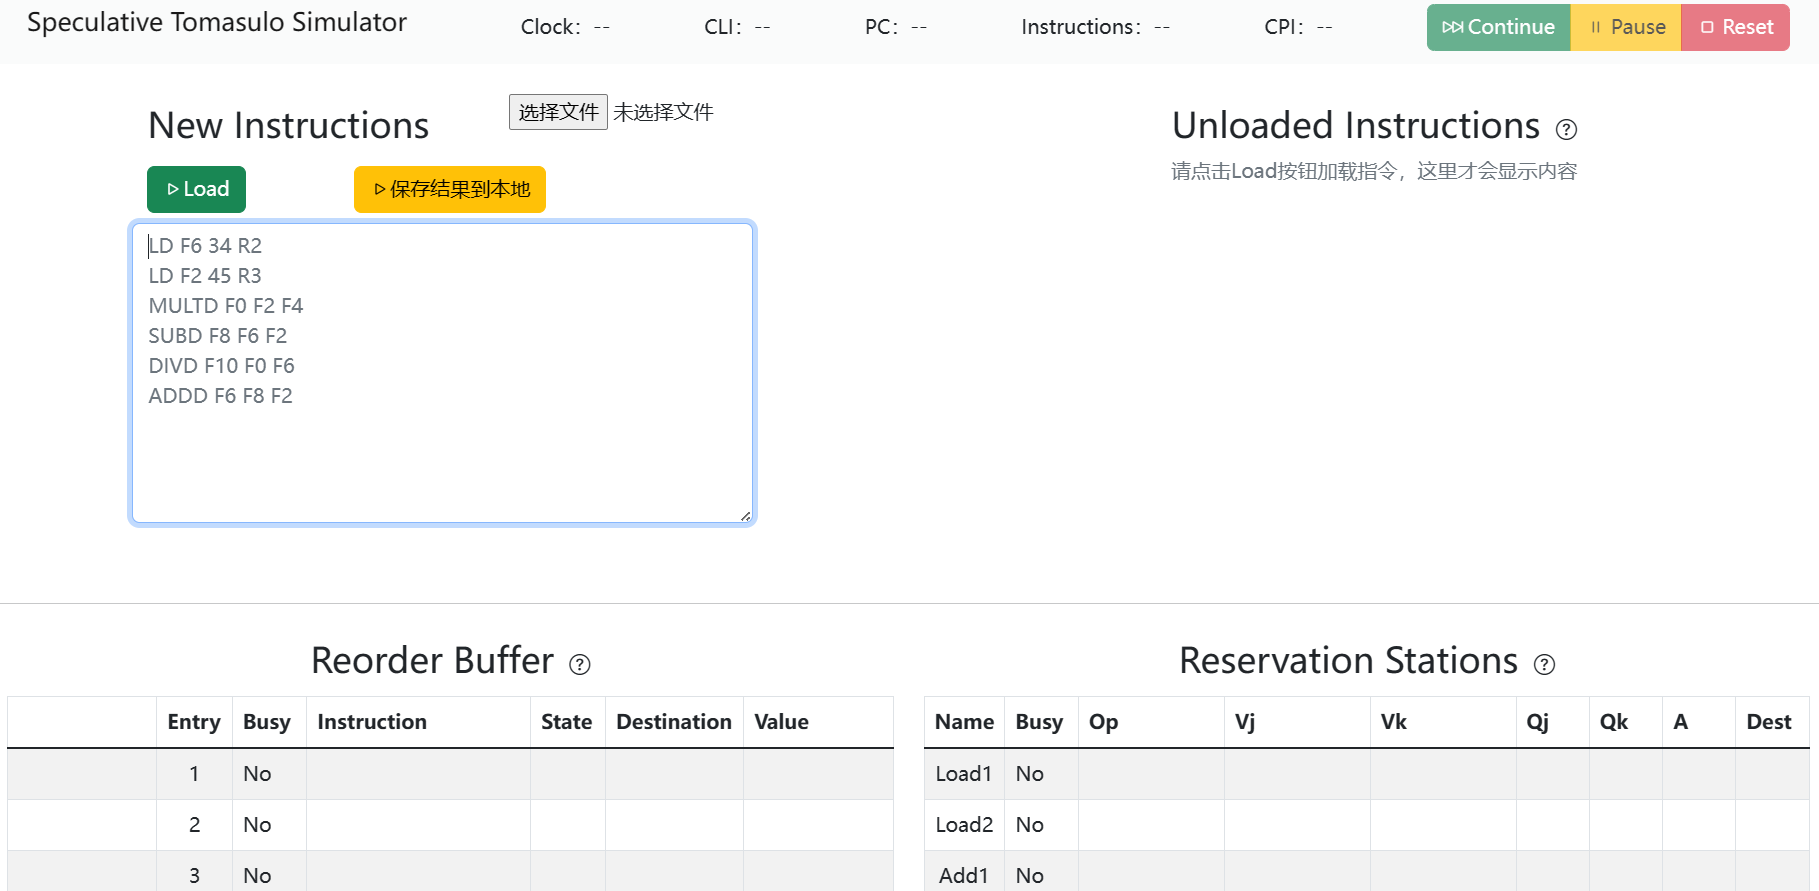 Speculative Tomasulo Simulator Clock: -- CLI: -- PC: -- Instructions: -- CPI: -- Continue Pause Reset
New Instructions 选择文件 未选择文件
Load 保存结果到本地
LD F6 34 R2
LD F2 45 R3
MULTD F0 F2 F4
SUBD F8 F6 F2
DIVD F10 F0 F6
ADDD F6 F8 F2
Unloaded Instructions ?
请点击Load按钮加载指令，这里才会显示内容
Reorder Buffer ?
Entry Busy Instruction State Destination Value
1 No
2 No
3 No
Reservation Stations ?
Name Busy Op Vj Vk Qj Qk A Dest
Load1 No
Load2 No
Add1 No